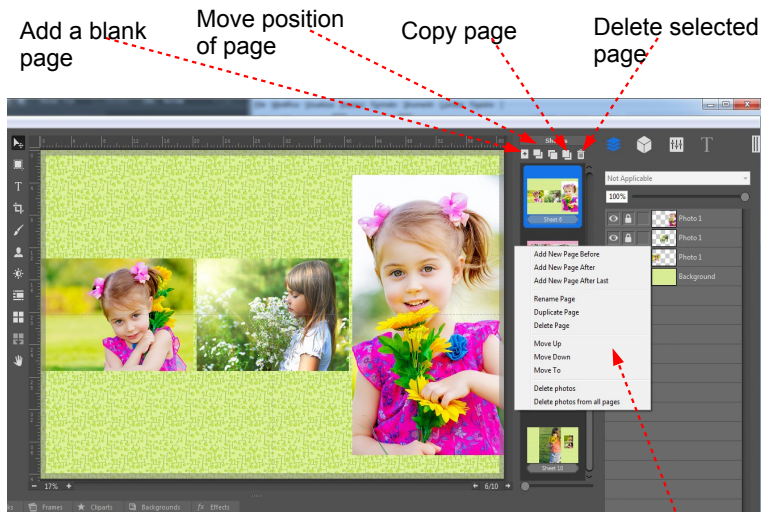 Add a blank
page
Move position
of page
Copy page
Delete selected
page
Not Applicable
100%
Sheet 6
Photo 1
Photo 1
Photo 1
Background
Add New Page Before
Add New Page After
Add New Page After Last
Rename Page
Duplicate Page
Delete Page
Move Up
Move Down
Move To
Delete photos
Delete photos from all pages
Sheet 10
17%
6/10
Frames
Cliparts
Backgrounds
fx Effects